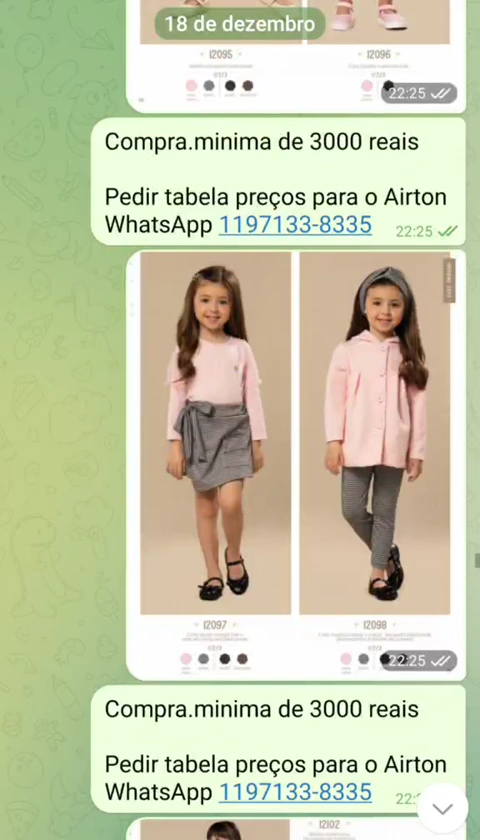 18 de dezembro
12095
12096
22:25
Compra.minima de 3000 reais
Pedir tabela preços para o Airton
WhatsApp 1197133-8335
22:25
12097
12098
22:25
Compra.minima de 3000 reais
Pedir tabela preços para o Airton
WhatsApp 1197133-8335
12102